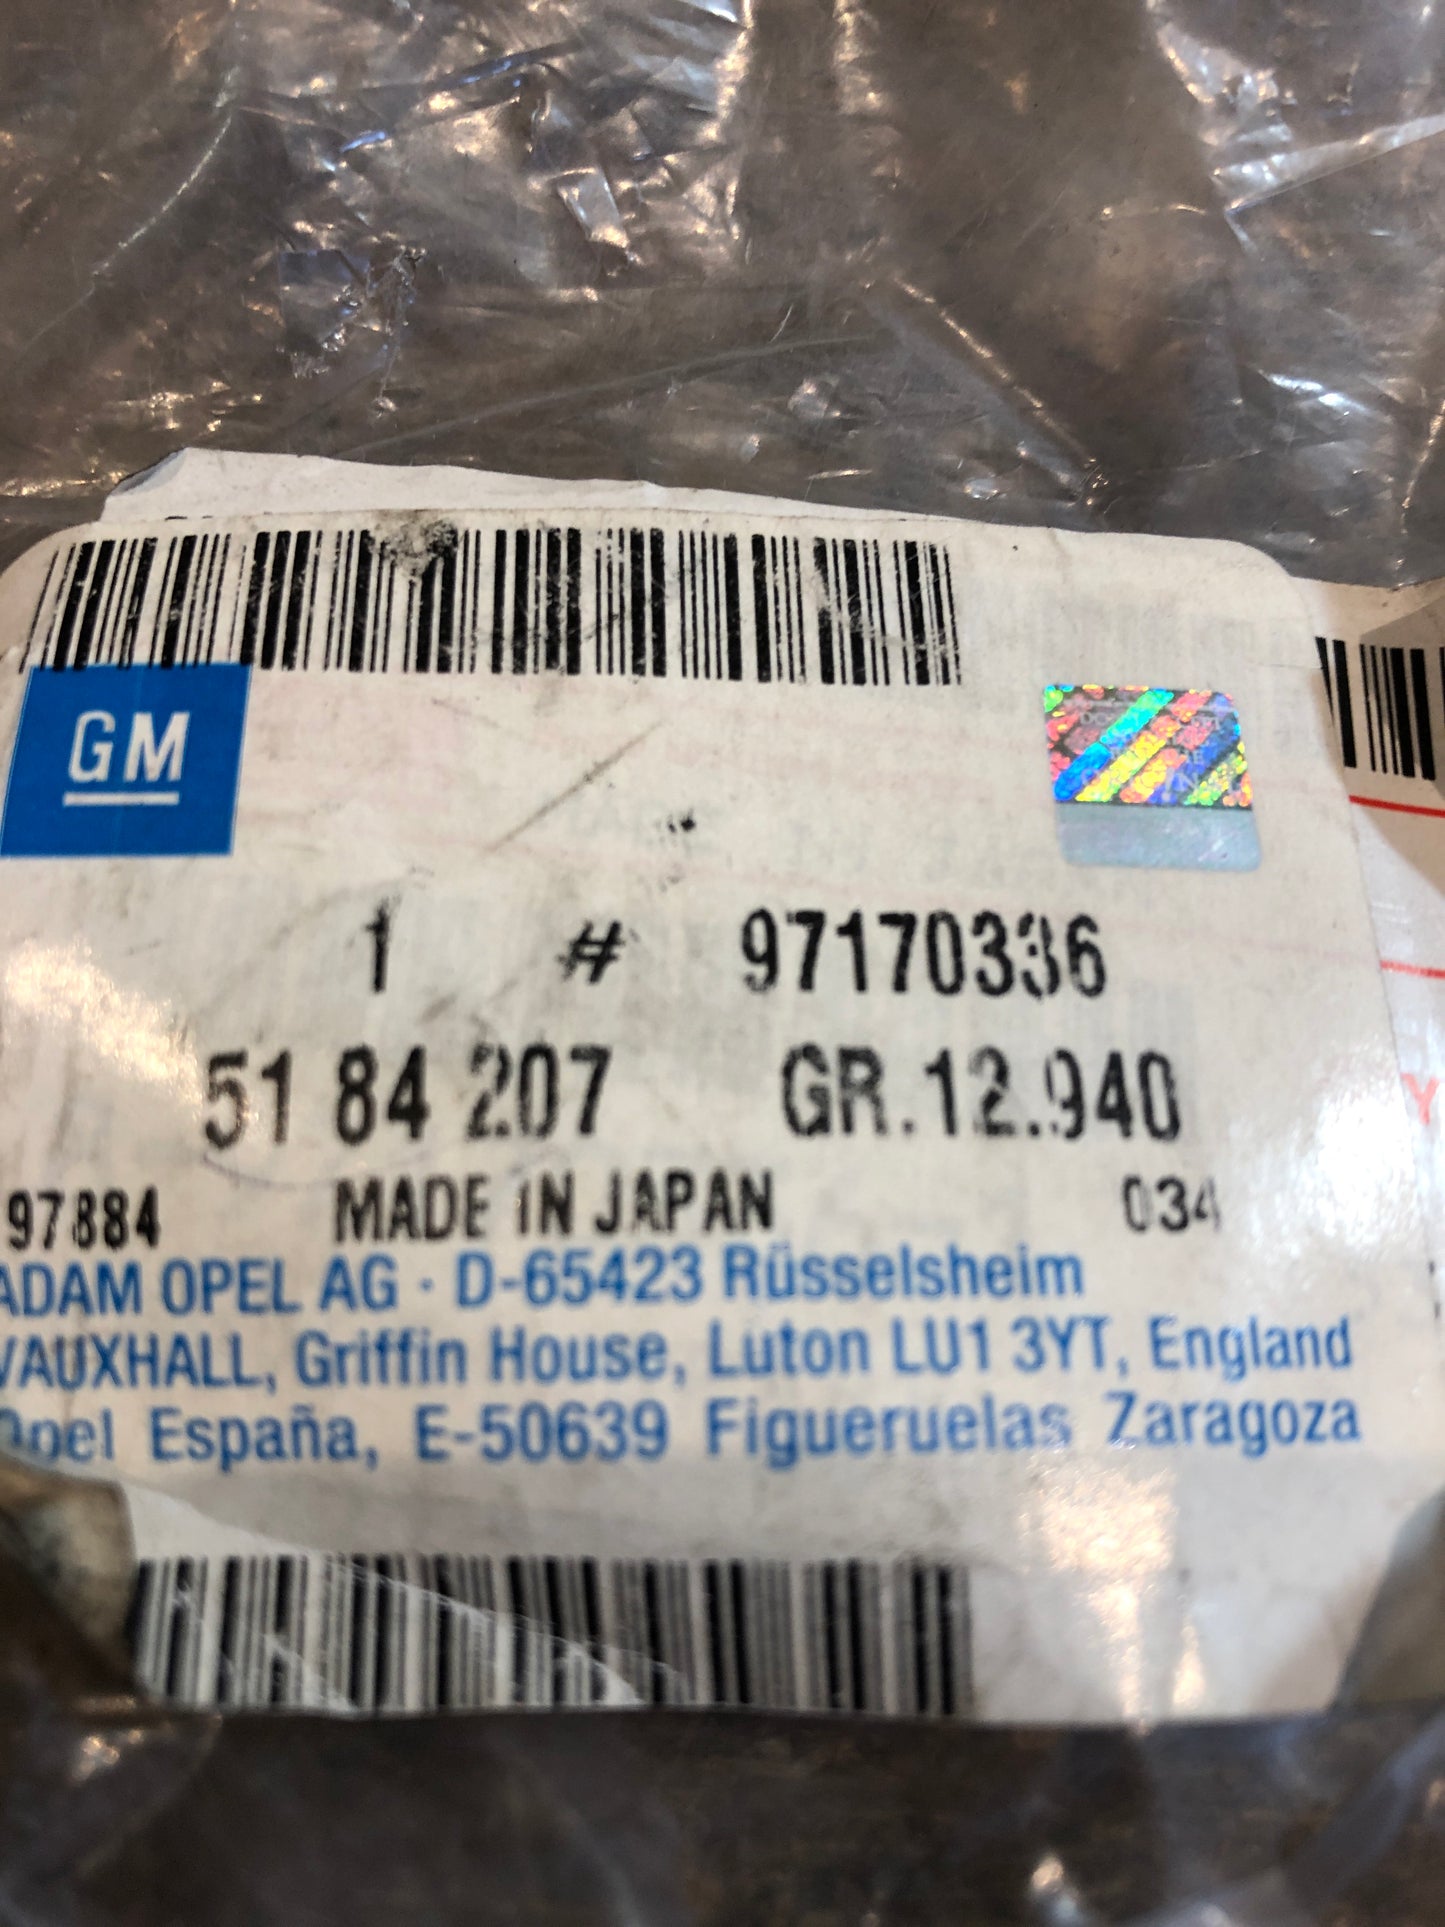 GM
1 # 97170336
51 84 207 GR.12.940
97884 MADE IN JAPAN 034
ADAM OPEL AG · D-65423 Rüsselsheim
VAUXHALL, Griffin House, Luton LU1 3YT, England
Opel España, E-50639 Figueruelas Zaragoza
Y